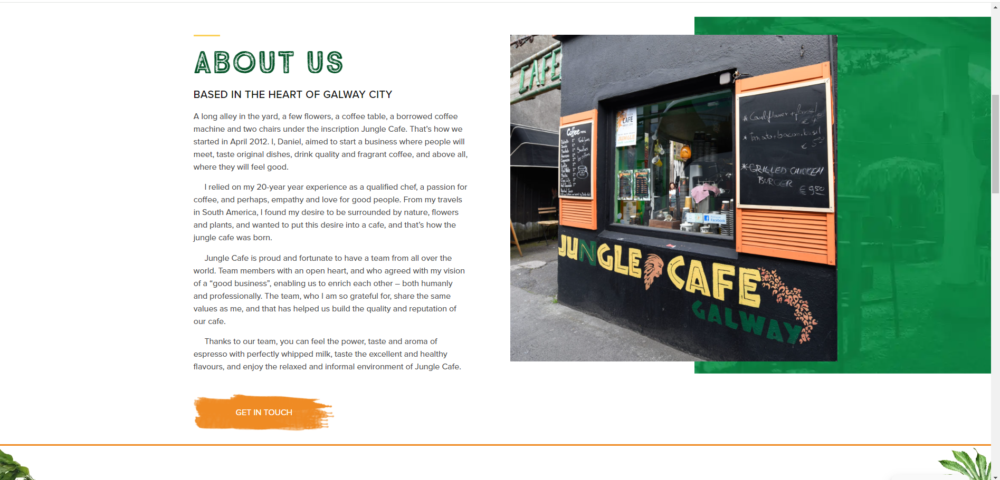 ABOUT US
BASED IN THE HEART OF GALWAY CITY
A long alley in the yard, a few flowers, a coffee table, a borrowed coffee
machine and two chairs under the inscription Jungle Cafe. That’s how we
started in April 2012. I, Daniel, aimed to start a business where people will
meet, taste original dishes, drink quality and fragrant coffee, and above all,
where they will feel good.
I relied on my 20-year year experience as a qualified chef, a passion for
coffee, and perhaps, empathy and love for good people. From my travels
in South America, I found my desire to be surrounded by nature, flowers
and plants, and wanted to put this desire into a cafe, and that’s how the
jungle cafe was born.
Jungle Cafe is proud and fortunate to have a team from all over the
world. Team members with an open heart, and who agreed with my vision
of a “good business”, enabling us to enrich each other – both humanly
and professionally. The team, who I am so grateful for, share the same
values as me, and that has helped us build the quality and reputation of
our cafe.
Thanks to our team, you can feel the power, taste and aroma of
espresso with perfectly whipped milk, taste the excellent and healthy
flavours, and enjoy the relaxed and informal environment of Jungle Cafe.
GET IN TOUCH
CAFE
CAFE
JUNGLE
Coffee MENU
Americano
Cappuccino
Latte
Flat White
Mocha
Hot Chocolate
Facebook
* Cauliflower +
* Tomato + bacon + basil
*GRILLED CHICKEN
BURGER
€ 9,50
JUNGLE CAFE
GALWAY